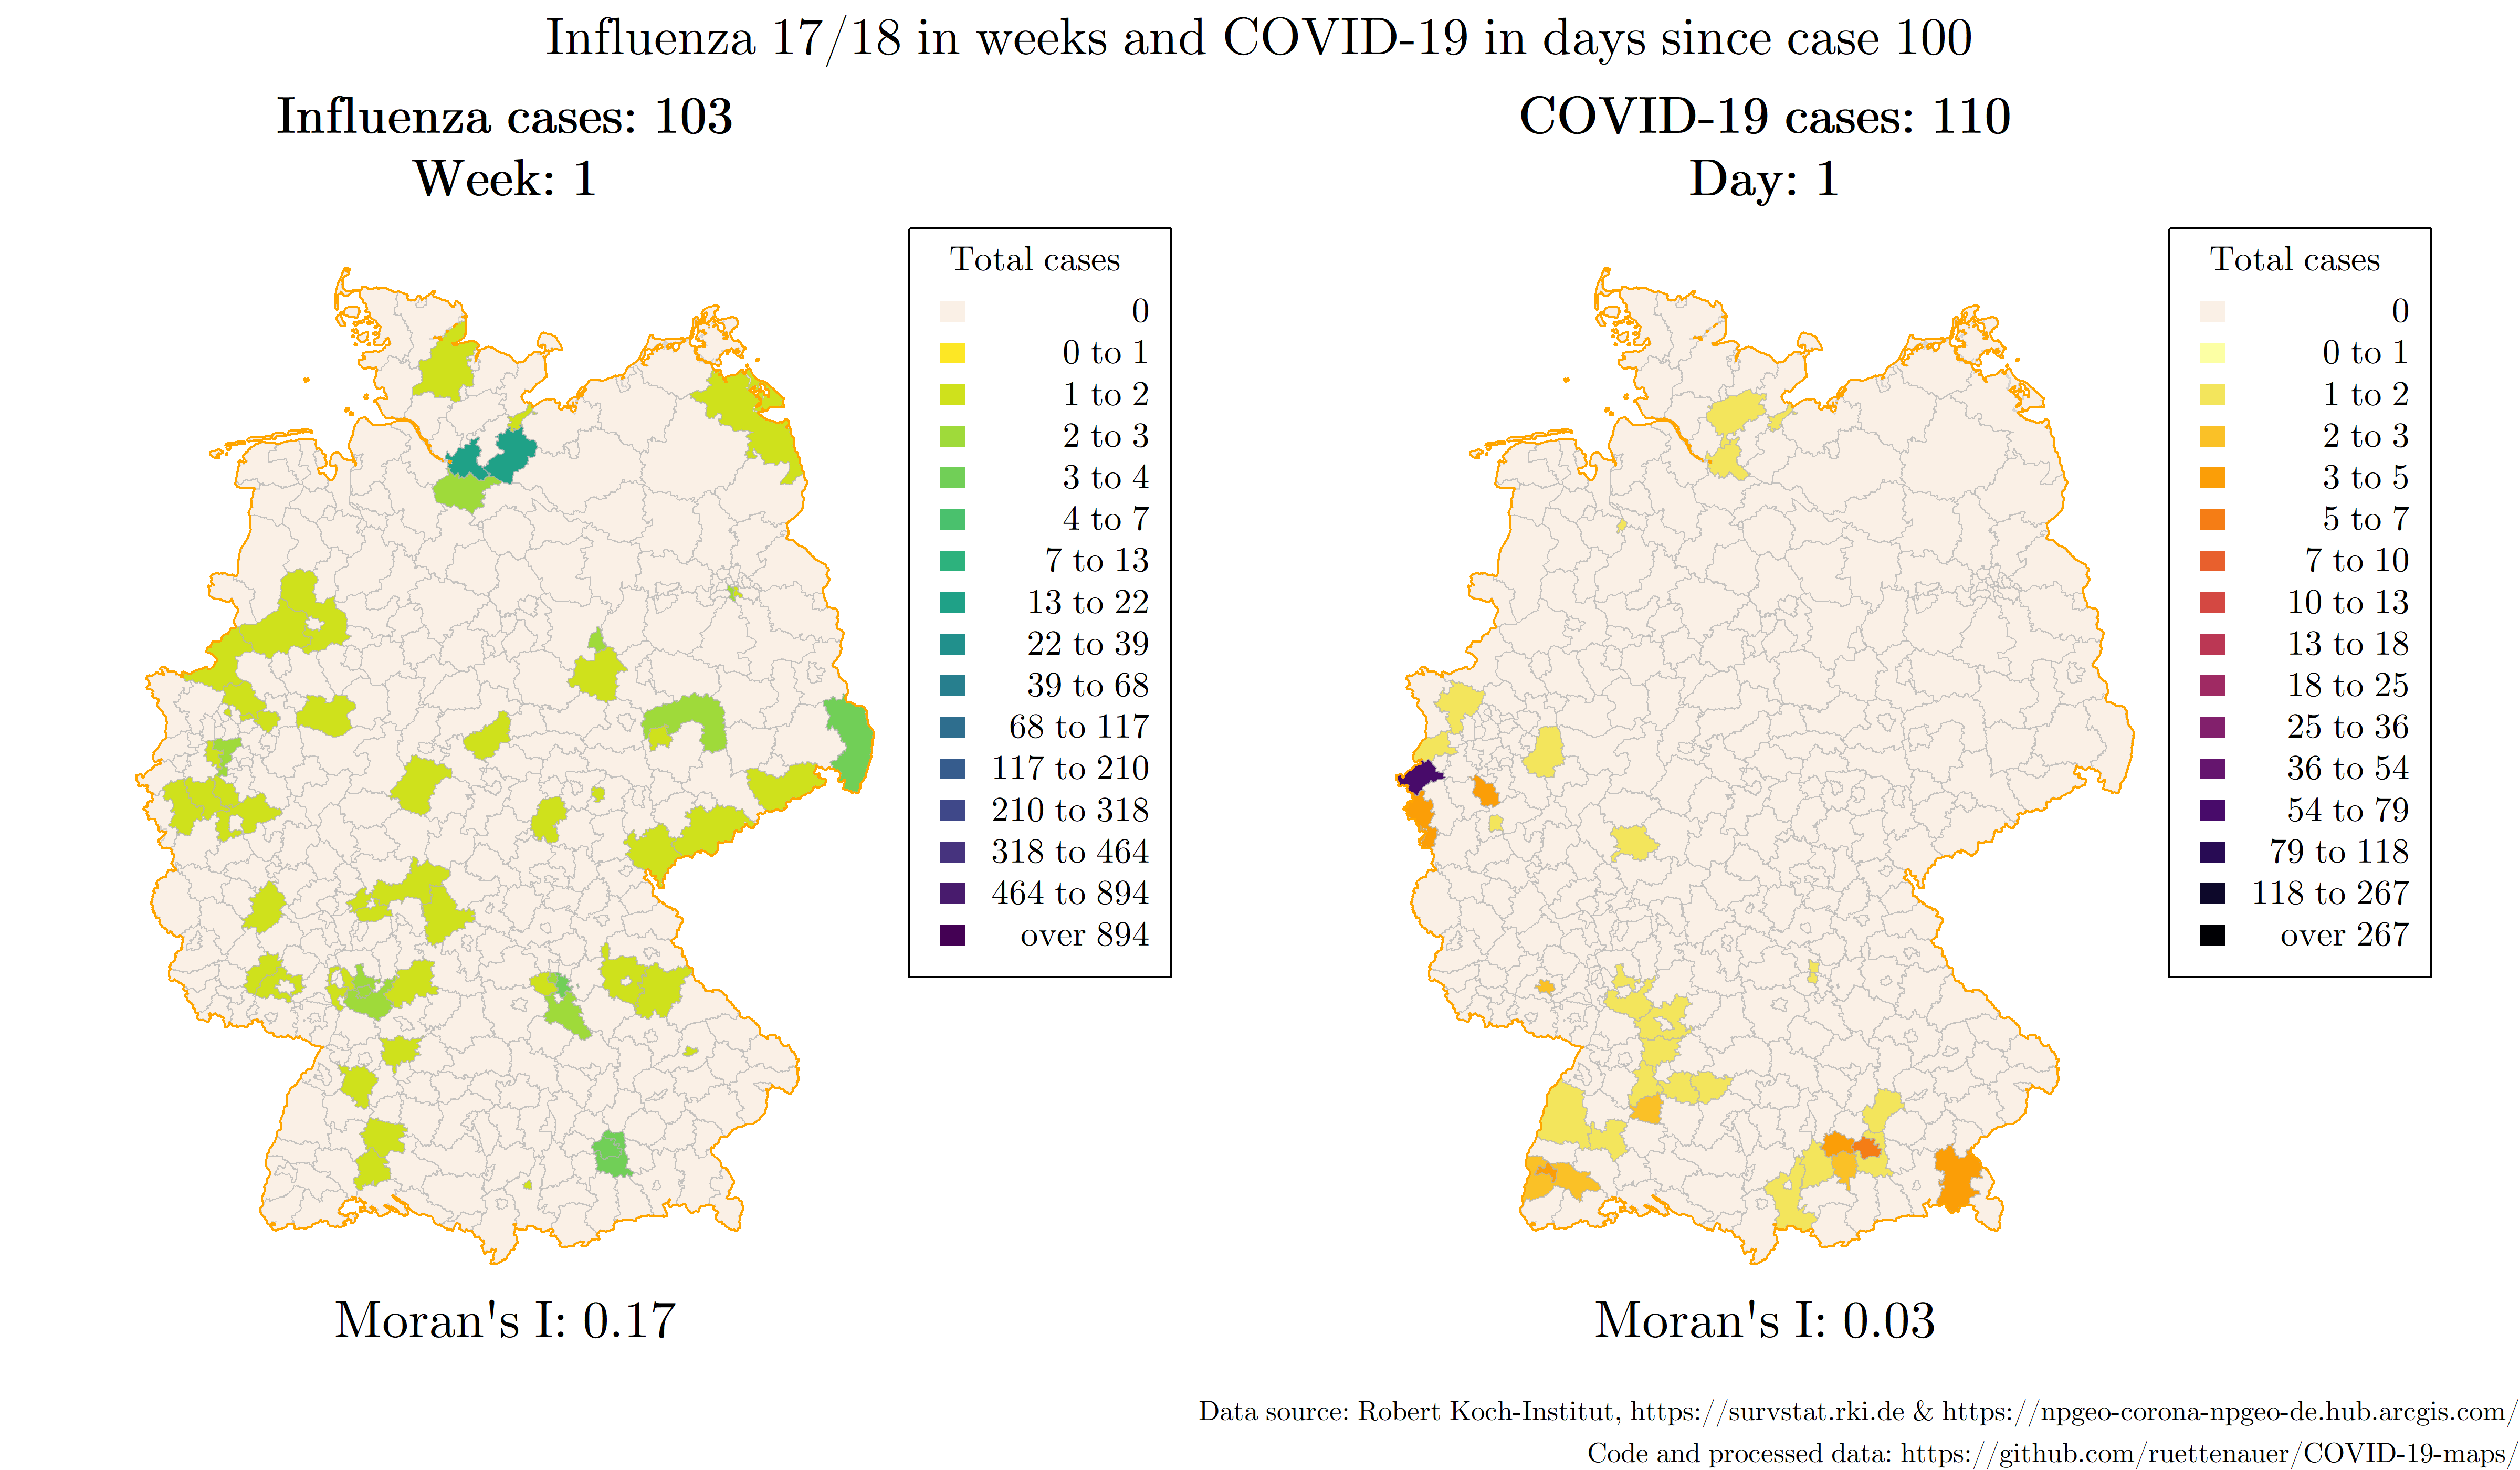 Influenza 17/18 in weeks and COVID-19 in days since case 100
Influenza cases: 103
Week: 1
Total cases
0
0 to 1
1 to 2
2 to 3
3 to 4
4 to 7
7 to 13
13 to 22
22 to 39
39 to 68
68 to 117
117 to 210
210 to 318
318 to 464
464 to 894
over 894
Moran's I: 0.17
COVID-19 cases: 110
Day: 1
Total cases
0
0 to 1
1 to 2
2 to 3
3 to 5
5 to 7
7 to 10
10 to 13
13 to 18
18 to 25
25 to 36
36 to 54
54 to 79
79 to 118
118 to 267
over 267
Moran's I: 0.03
Data source: Robert Koch-Institut, https://survstat.rki.de & https://npgeo-corona-npgeo-de.hub.arcgis.com/
Code and processed data: https://github.com/ruettenauer/COVID-19-maps/